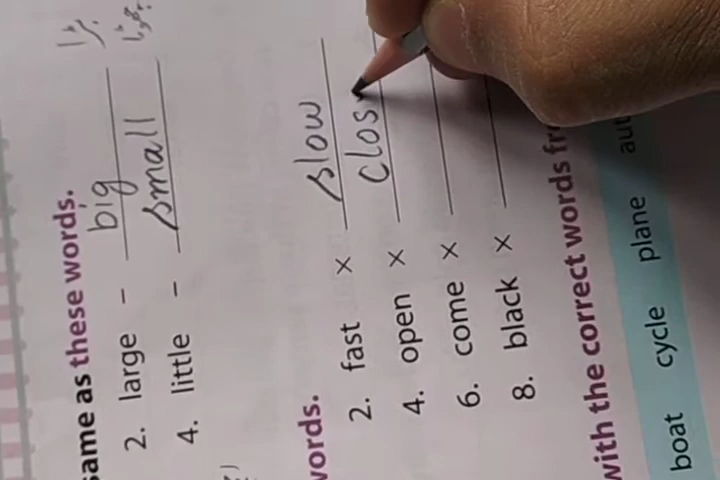 same as these words.
2. large - big
4. little - small
words.
2. fast × slow
4. open × clos
6. come ×
8. black ×
with the correct words fr
boat cycle plane aut